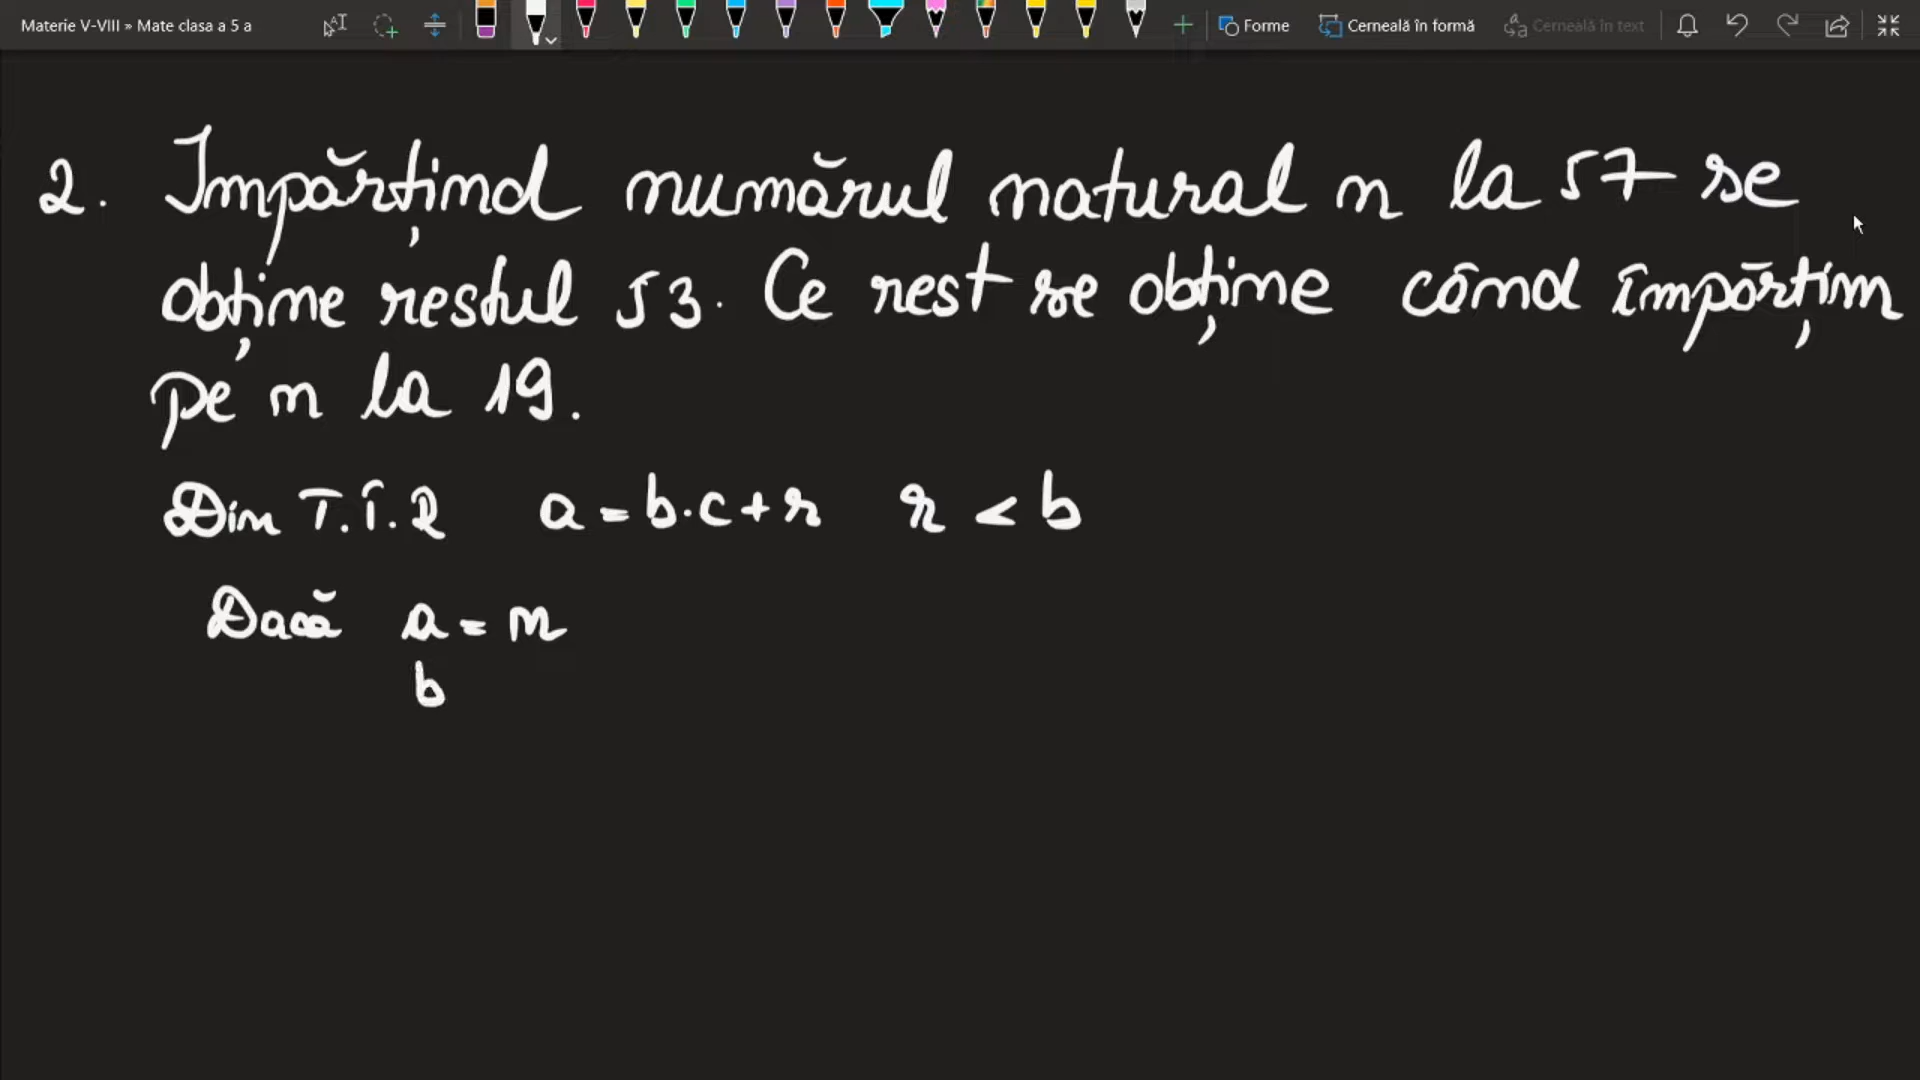 Materie V-VIII » Mate clasa a 5 a
Forme
Cerneală în formă
Cerneală în text
2. Împărțind numărul natural n la 57 se
obține restul 53. Ce rest se obține când împărțim
pe n la 19.
Din T.Î.R a = b·c + r r < b
Dacă a = n
b